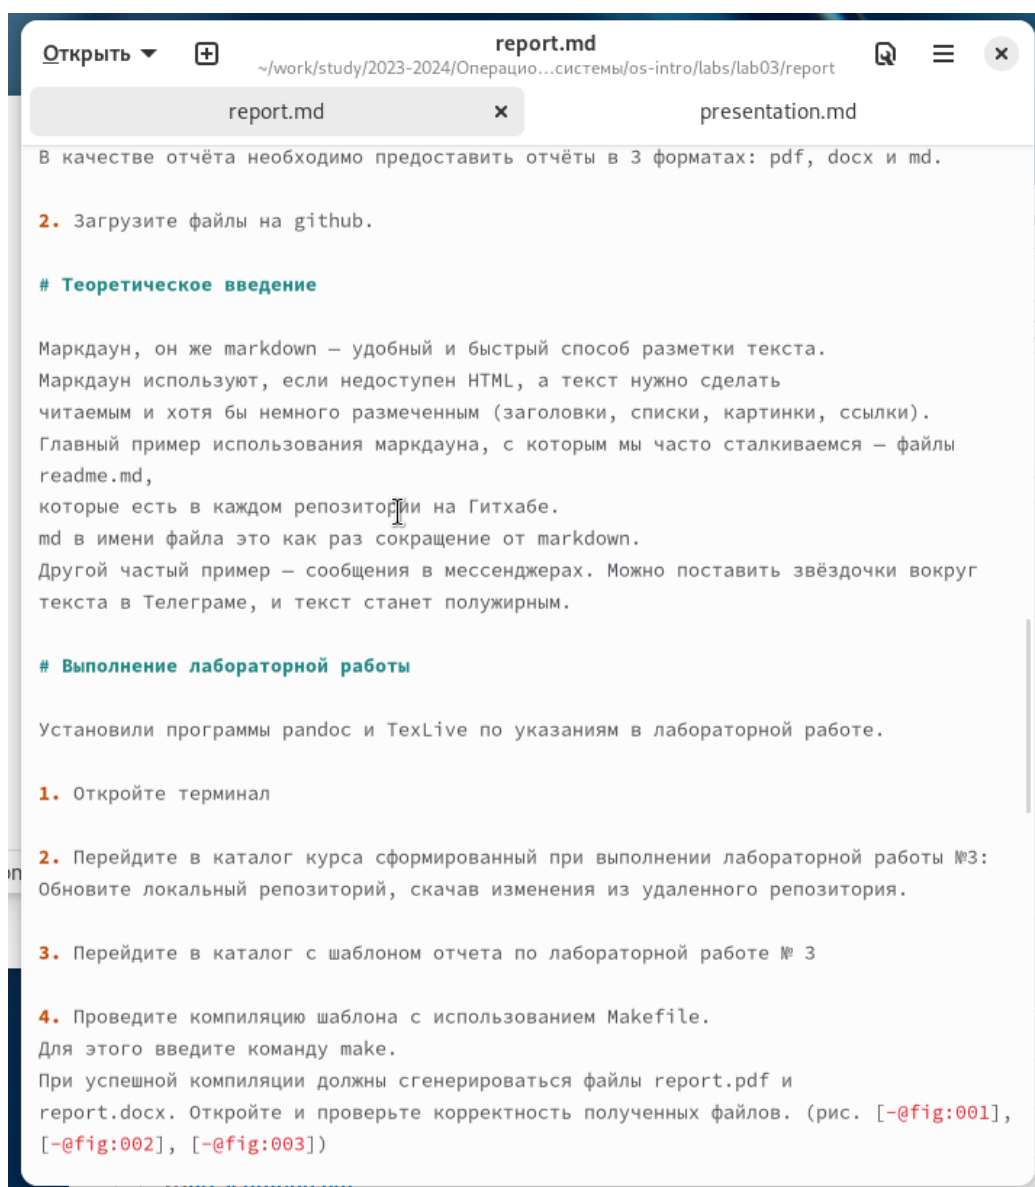 Открыть
report.md
~/work/study/2023-2024/Операцио...системы/os-intro/labs/lab03/report
report.md
presentation.md
В качестве отчёта необходимо предоставить отчёты в 3 форматах: pdf, docx и md.
2. Загрузите файлы на github.
# Теоретическое введение
Маркдаун, он же markdown — удобный и быстрый способ разметки текста.
Маркдаун используют, если недоступен HTML, а текст нужно сделать
читаемым и хотя бы немного размеченным (заголовки, списки, картинки, ссылки).
Главный пример использования маркдауна, с которым мы часто сталкиваемся — файлы
readme.md,
которые есть в каждом репозитории на Гитхабе.
md в имени файла это как раз сокращение от markdown.
Другой частый пример — сообщения в мессенджерах. Можно поставить звёздочки вокруг
текста в Телеграме, и текст станет полужирным.
# Выполнение лабораторной работы
Установили программы pandoc и TexLive по указаниям в лабораторной работе.
1. Откройте терминал
2. Перейдите в каталог курса сформированный при выполнении лабораторной работы №3:
Обновите локальный репозиторий, скачав изменения из удаленного репозитория.
3. Перейдите в каталог с шаблоном отчета по лабораторной работе № 3
4. Проведите компиляцию шаблона с использованием Makefile.
Для этого введите команду make.
При успешной компиляции должны сгенерироваться файлы report.pdf и
report.docx. Откройте и проверьте корректность полученных файлов. (рис. [-@fig:001],
[-@fig:002], [-@fig:003])